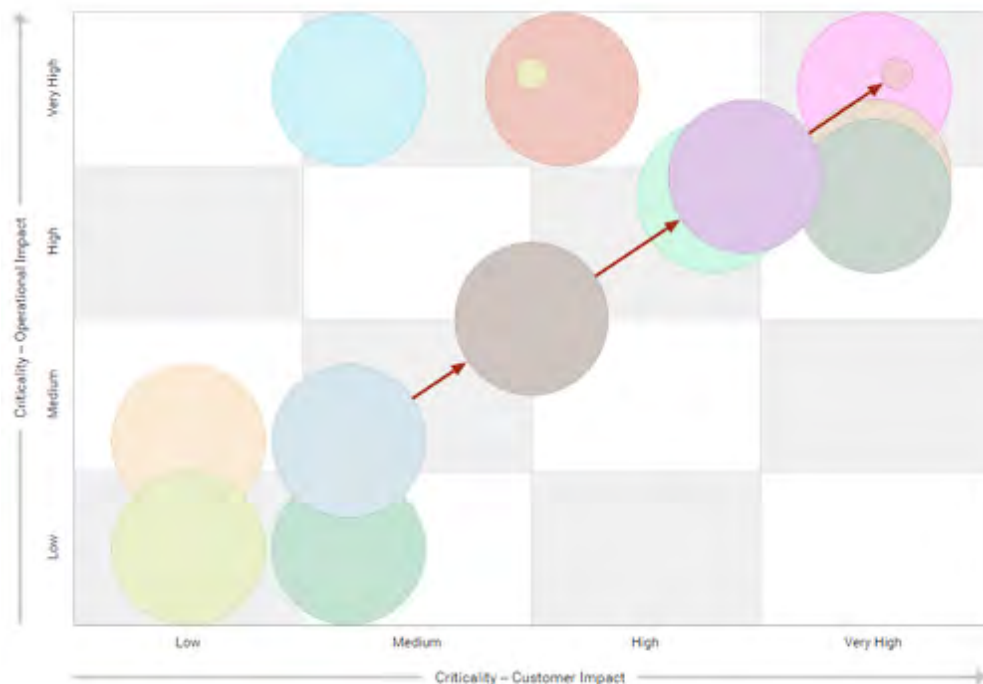 Criticality – Operational Impact
Very High
High
Medium
Low
Low
Medium
High
Very High
Criticality – Customer Impact